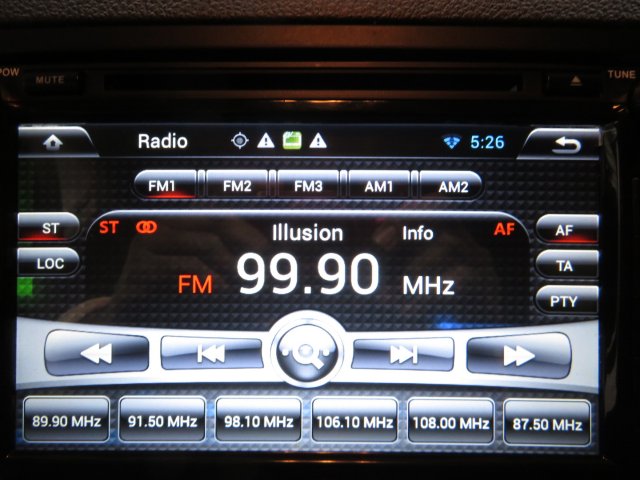 POW
MUTE
TUNE
Radio 5:26
FM1 FM2 FM3 AM1 AM2
ST ST Illusion Info AF AF
LOC FM 99.90 MHz TA
PTY
89.90 MHz 91.50 MHz 98.10 MHz 106.10 MHz 108.00 MHz 87.50 MHz